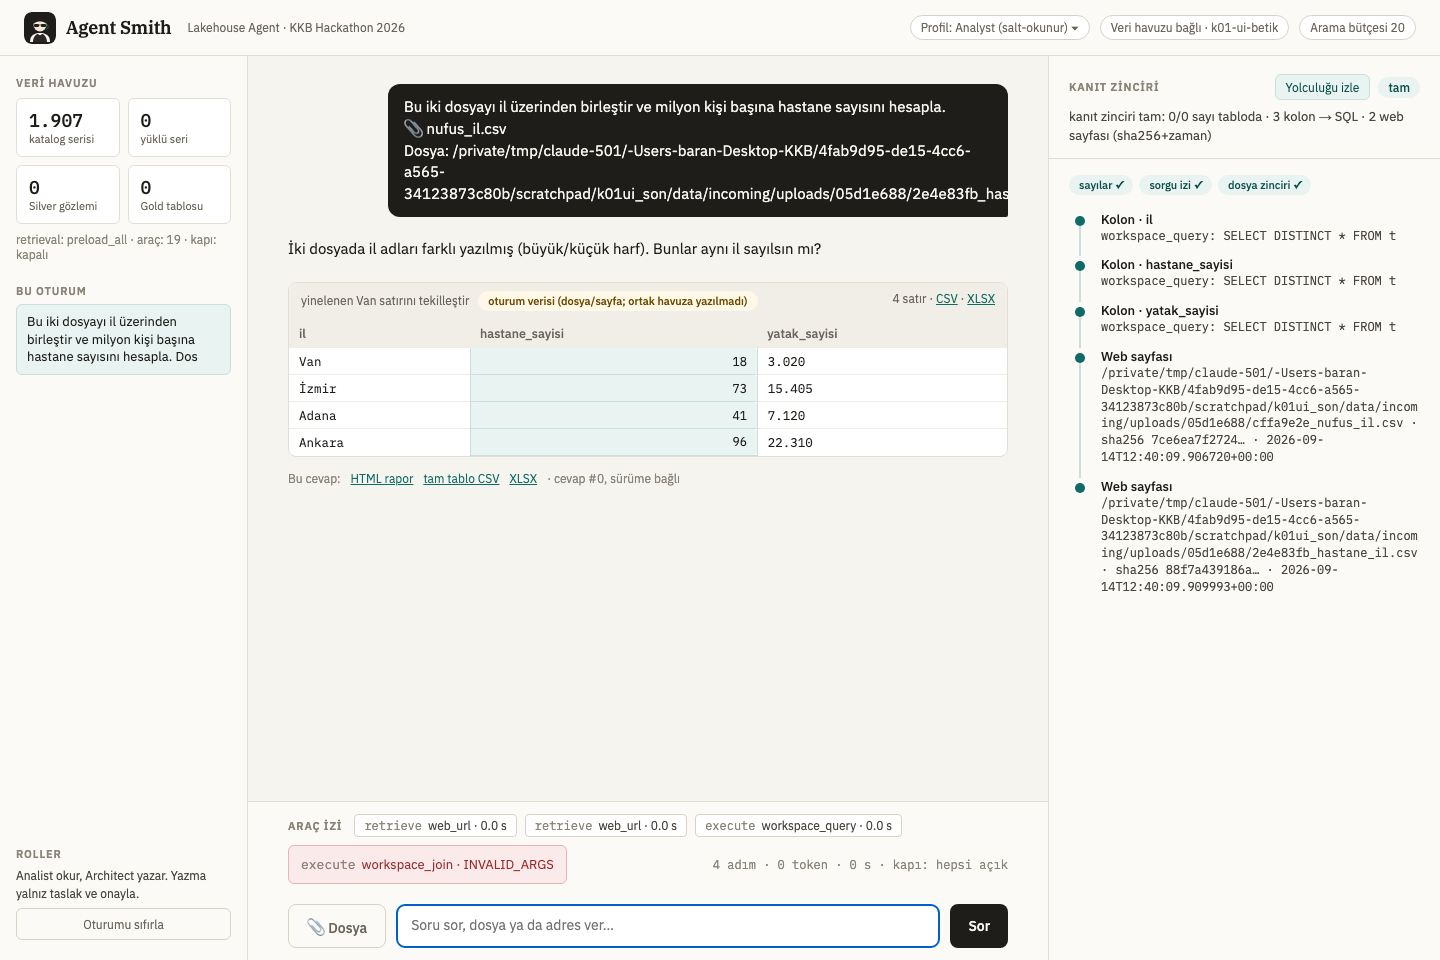 Agent Smith
Lakehouse Agent · KKB Hackathon 2026
Profil: Analyst (salt-okunur)
Veri havuzu bağlı · k01-ui-betik
Arama bütçesi 20
VERİ HAVUZU
1.907
katalog serisi
0
yüklü seri
0
Silver gözlemi
0
Gold tablosu
retrieval: preload_all · araç: 19 · kapı:
kapalı
BU OTURUM
Bu iki dosyayı il üzerinden
birleştir ve milyon kişi başına
hastane sayısını hesapla. Dos
ROLLER
Analist okur, Architect yazar. Yazma
yalnız taslak ve onayla.
Oturumu sıfırla
Bu iki dosyayı il üzerinden birleştir ve milyon kişi başına hastane sayısını hesapla.
📎 nufus_il.csv
Dosya: /private/tmp/claude-501/-Users-baran-Desktop-KKB/4fab9d95-de15-4cc6-
a565-
34123873c80b/scratchpad/k01ui_son/data/incoming/uploads/05d1e688/2e4e83fb_has
İki dosyada il adları farklı yazılmış (büyük/küçük harf). Bunlar aynı il sayılsın mı?
yinelenen Van satırını tekilleştir
oturum verisi (dosya/sayfa; ortak havuza yazılmadı)
4 satır · CSV · XLSX
il hastane_sayisi yatak_sayisi
Van 18 3.020
İzmir 73 15.405
Adana 41 7.120
Ankara 96 22.310
Bu cevap: HTML rapor tam tablo CSV XLSX · cevap #0, sürüme bağlı
ARAÇ İZİ
retrieve web_url · 0.0 s
retrieve web_url · 0.0 s
execute workspace_query · 0.0 s
execute workspace_join · INVALID_ARGS
4 adım · 0 token · 0 s · kapı: hepsi açık
📎 Dosya
Soru sor, dosya ya da adres ver...
Sor
KANIT ZİNCİRİ
Yolculuğu izle
tam
kanıt zinciri tam: 0/0 sayı tabloda · 3 kolon → SQL · 2 web
sayfası (sha256+zaman)
sayılar ✓
sorgu izi ✓
dosya zinciri ✓
Kolon · il
workspace_query: SELECT DISTINCT * FROM t
Kolon · hastane_sayisi
workspace_query: SELECT DISTINCT * FROM t
Kolon · yatak_sayisi
workspace_query: SELECT DISTINCT * FROM t
Web sayfası
/private/tmp/claude-501/-Users-baran-
Desktop-KKB/4fab9d95-de15-4cc6-a565-
34123873c80b/scratchpad/k01ui_son/data/incom
ing/uploads/05d1e688/cffa9e2e_nufus_il.csv ·
sha256 7ce6ea7f2724… · 2026-09-
14T12:40:09.906720+00:00
Web sayfası
/private/tmp/claude-501/-Users-baran-
Desktop-KKB/4fab9d95-de15-4cc6-a565-
34123873c80b/scratchpad/k01ui_son/data/incom
ing/uploads/05d1e688/2e4e83fb_hastane_il.csv
· sha256 88f7a439186a… · 2026-09-
14T12:40:09.909993+00:00